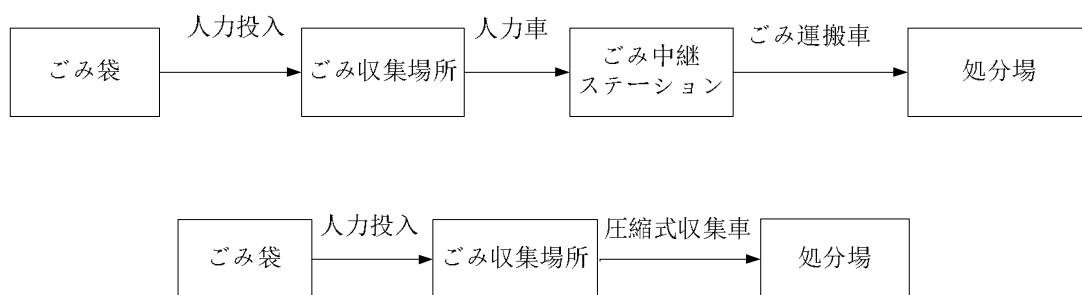 人力投入
人力車
ごみ運搬車
ごみ袋
ごみ収集場所
ごみ中継
ステーション
処分場
人力投入
圧縮式収集車
ごみ袋
ごみ収集場所
処分場